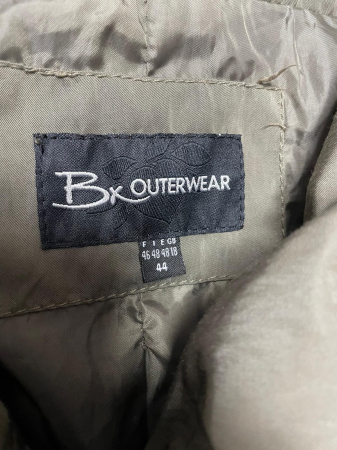 Bx OUTERWEAR
F I E GB
46 48 48 18
44